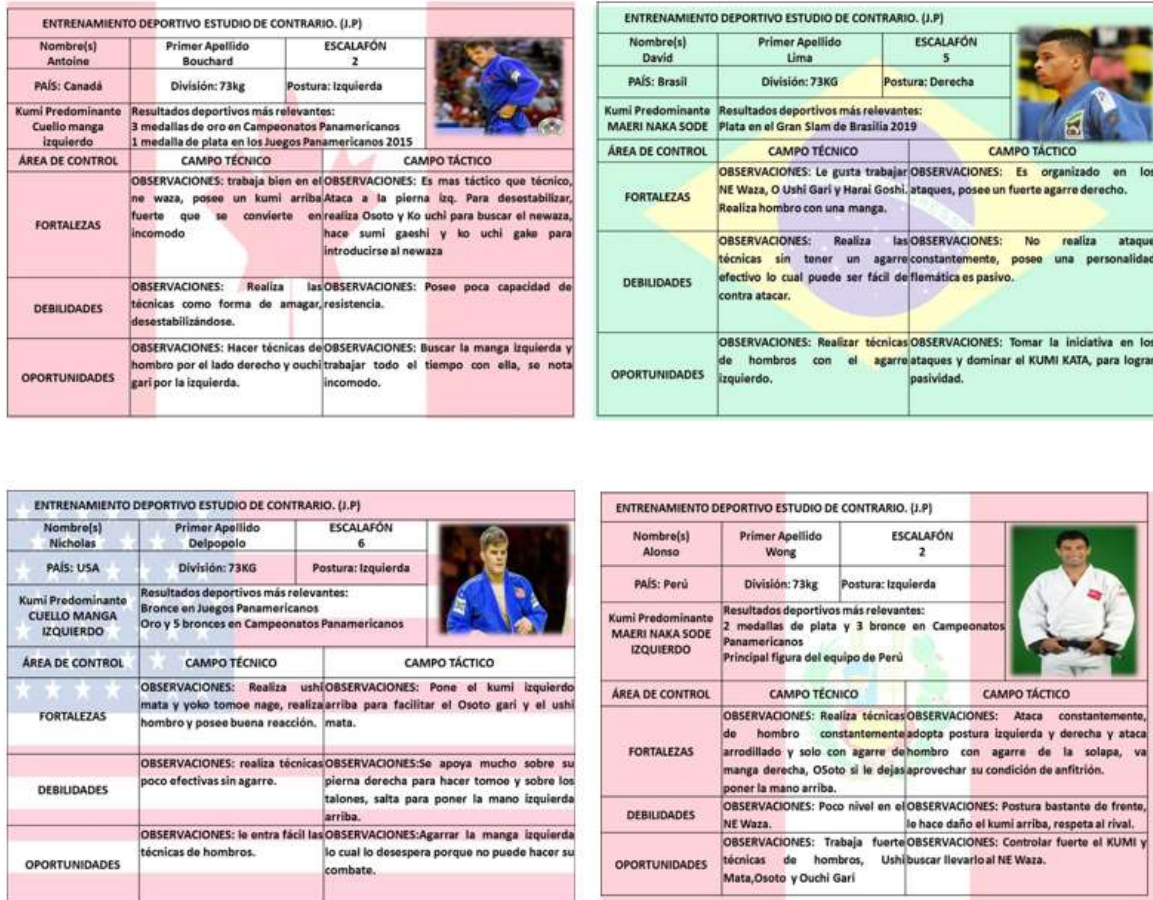 ENTRENAMIENTO DEPORTIVO ESTUDIO DE CONTRARIO. (J.P)
Nombre(s)
Antoine
Primer Apellido
Bouchard
ESCALAFÓN
2
PAÍS: Canadá
División: 73kg
Postura: Izquierda
Kumi Predominante
Cuello manga
izquierdo
Resultados deportivos más relevantes:
3 medallas de oro en Campeonatos Panamericanos
1 medalla de plata en los Juegos Panamericanos 2015
ÁREA DE CONTROL
CAMPO TÉCNICO
CAMPO TÁCTICO
FORTALEZAS
OBSERVACIONES: trabaja bien en el
ne waza, posee un kumi arriba
fuerte que se convierte en
incomodo
OBSERVACIONES: Es mas táctico que técnico,
Ataca a la pierna izq. Para desestabilizar,
realiza Osoto y Ko uchi para buscar el newaza,
hace sumi gaeshi y ko uchi gake para
introducirse al newaza
DEBILIDADES
OBSERVACIONES: Realiza las
técnicas como forma de amagar,
desestabilizándose.
OBSERVACIONES: Posee poca capacidad de
resistencia.
OPORTUNIDADES
OBSERVACIONES: Hacer técnicas de
hombro por el lado derecho y ouchi
gari por la izquierda.
OBSERVACIONES: Buscar la manga izquierda y
trabajar todo el tiempo con ella, se nota
incomodo.
ENTRENAMIENTO DEPORTIVO ESTUDIO DE CONTRARIO. (J.P)
Nombre(s)
David
Primer Apellido
Lima
ESCALAFÓN
5
PAÍS: Brasil
División: 73KG
Postura: Derecha
Kumi Predominante
MAERI NAKA SODE
Resultados deportivos más relevantes:
Plata en el Gran Slam de Brasilia 2019
ÁREA DE CONTROL
CAMPO TÉCNICO
CAMPO TÁCTICO
FORTALEZAS
OBSERVACIONES: Le gusta trabajar
NE Waza, O Ushi Gari y Harai Goshi.
Realiza hombro con una manga.
OBSERVACIONES: Es organizado en los
ataques, posee un fuerte agarre derecho.
DEBILIDADES
OBSERVACIONES: Realiza las
técnicas sin tener un agarre
efectivo lo cual puede ser fácil de
contra atacar.
OBSERVACIONES: No realiza ataque
constantemente, posee una personalidad
flemática es pasivo.
OPORTUNIDADES
OBSERVACIONES: Realizar técnicas
de hombros con el agarre
izquierdo.
OBSERVACIONES: Tomar la iniciativa en los
ataques y dominar el KUMI KATA, para lograr
pasividad.
ENTRENAMIENTO DEPORTIVO ESTUDIO DE CONTRARIO. (J.P)
Nombre(s)
Nicholas
Primer Apellido
Delpopolo
ESCALAFÓN
6
PAÍS: USA
División: 73KG
Postura: Izquierda
Kumi Predominante
CUELLO MANGA
IZQUIERDO
Resultados deportivos más relevantes:
Bronce en Juegos Panamericanos
Oro y 5 bronces en Campeonatos Panamericanos
ÁREA DE CONTROL
CAMPO TÉCNICO
CAMPO TÁCTICO
FORTALEZAS
OBSERVACIONES: Realiza ushi
mata y yoko tomoe nage, realiza
hombro y posee buena reacción.
OBSERVACIONES: Pone el kumi izquierdo
arriba para facilitar el Osoto gari y el ushi
mata.
DEBILIDADES
OBSERVACIONES: realiza técnicas
poco efectivas sin agarre.
OBSERVACIONES:Se apoya mucho sobre su
pierna derecha para hacer tomoo y sobre los
talones, salta para poner la mano izquierda
arriba.
OPORTUNIDADES
OBSERVACIONES: le entra fácil las
técnicas de hombros.
OBSERVACIONES:Agarrar la manga izquierda
lo cual lo desespera porque no puede hacer su
combate.
ENTRENAMIENTO DEPORTIVO ESTUDIO DE CONTRARIO. (J.P)
Nombre(s)
Alonso
Primer Apellido
Wong
ESCALAFÓN
2
PAÍS: Perú
División: 73kg
Postura: Izquierda
Kumi Predominante
MAERI NAKA SODE
IZQUIERDO
Resultados deportivos más relevantes:
2 medallas de plata y 3 bronce en Campeonatos
Panamericanos
Principal figura del equipo de Perú
ÁREA DE CONTROL
CAMPO TÉCNICO
CAMPO TÁCTICO
FORTALEZAS
OBSERVACIONES: Realiza técnicas
de hombro constantemente
arrodillado y solo con agarre de
manga derecha, OSoto si le dejas
poner la mano arriba.
OBSERVACIONES: Ataca constantemente,
adopta postura izquierda y derecha y ataca
hombro con agarre de la solapa, va
aprovechar su condición de anfitrión.
DEBILIDADES
OBSERVACIONES: Poco nivel en el
NE Waza.
OBSERVACIONES: Postura bastante de frente,
le hace daño el kumi arriba, respeta al rival.
OPORTUNIDADES
OBSERVACIONES: Trabaja fuerte
técnicas de hombros, Ushi
Mata,Osoto y Ouchi Gari
OBSERVACIONES: Controlar fuerte el KUMI y
buscar llevarlo al NE Waza.